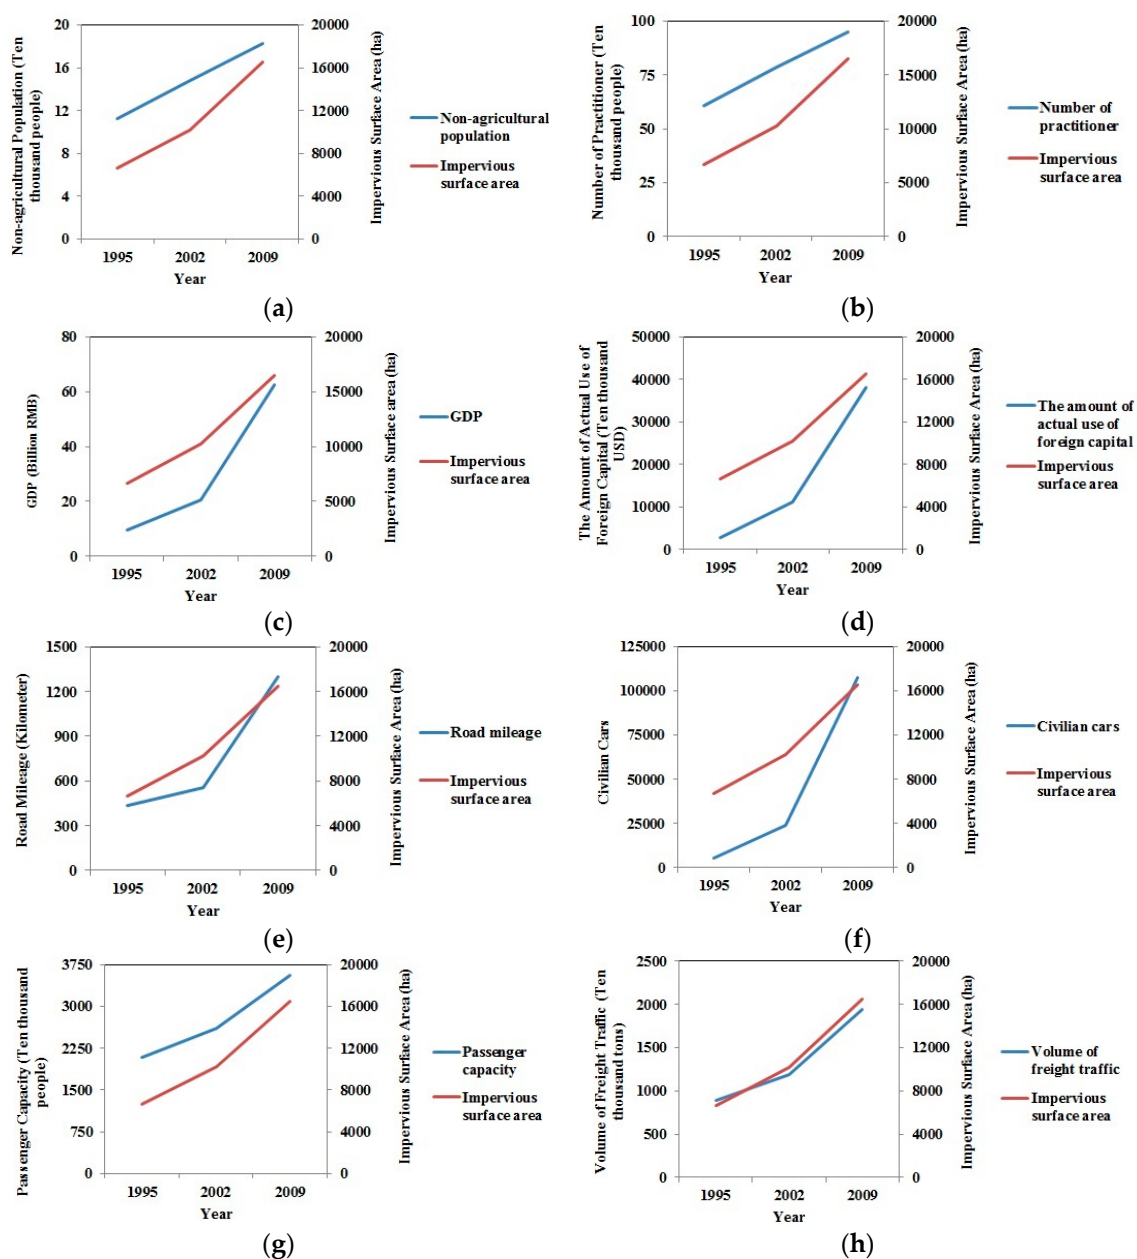 Non-agricultural Population (Ten
thousand people)
20
16
12
8
4
0
20000
16000
12000
8000
4000
0
Impervious Surface Area (ha)
1995 2002 2009
Year
Non-agricultural
population
Impervious
surface area
(a)
Number of Practitioner (Ten
thousand people)
100
75
50
25
0
20000
15000
10000
5000
0
Impervious Surface Area (ha)
1995 2002 2009
Year
Number of
practitioner
Impervious
surface area
(b)
GDP (Billion RMB)
80
60
40
20
0
20000
15000
10000
5000
0
Impervious Surface area (ha)
1995 2002 2009
Year
GDP
Impervious
surface area
(c)
The Amount of Actual Use of
Foreign Capital (Ten thousand
USD)
50000
40000
30000
20000
10000
0
20000
16000
12000
8000
4000
0
Impervious Surface Area (ha)
1995 2002 2009
Year
The amount of
actual use of
foreign capital
Impervious
surface area
(d)
Road Mileage (Kilometer)
1500
1200
900
600
300
0
20000
16000
12000
8000
4000
0
Impervious Surface Area (ha)
1995 2002 2009
Year
Road mileage
Impervious
surface area
(e)
Civilian Cars
125000
100000
75000
50000
25000
0
20000
16000
12000
8000
4000
0
Impervious Surface Area (ha)
1995 2002 2009
Year
Civilian cars
Impervious
surface area
(f)
Passenger Capacity (Ten thousand
people)
3750
3000
2250
1500
750
0
20000
16000
12000
8000
4000
0
Impervious Surface Area (ha)
1995 2002 2009
Year
Passenger
capacity
Impervious
surface area
(g)
Volume of Freight Traffic (Ten
thousand tons)
2500
2000
1500
1000
500
0
20000
16000
12000
8000
4000
0
Impervious Surface Area (ha)
1995 2002 2009
Year
Volume of
freight traffic
Impervious
surface area
(h)